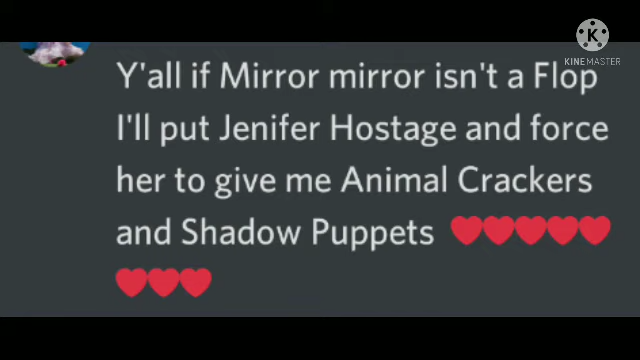 K
KINEMASTER
Y'all if Mirror mirror isn't a Flop
I'll put Jenifer Hostage and force
her to give me Animal Crackers
and Shadow Puppets ❤️❤️❤️❤️❤️
❤️❤️❤️